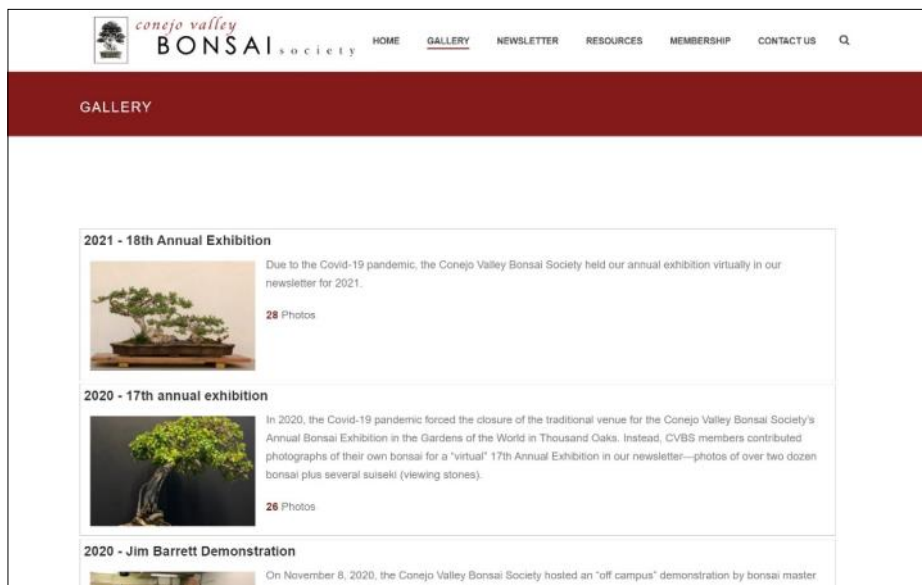 conejo valley
BONSAI society
HOME GALLERY NEWSLETTER RESOURCES MEMBERSHIP CONTACT US
GALLERY
2021 - 18th Annual Exhibition
Due to the Covid-19 pandemic, the Conejo Valley Bonsai Society held our annual exhibition virtually in our
newsletter for 2021.
28 Photos
2020 - 17th annual exhibition
In 2020, the Covid-19 pandemic forced the closure of the traditional venue for the Conejo Valley Bonsai Society's
Annual Bonsai Exhibition in the Gardens of the World in Thousand Oaks. Instead, CVBS members contributed
photographs of their own bonsai for a "virtual" 17th Annual Exhibition in our newsletter—photos of over two dozen
bonsai plus several suiseki (viewing stones).
26 Photos
2020 - Jim Barrett Demonstration
On November 8, 2020, the Conejo Valley Bonsai Society hosted an "off campus" demonstration by bonsai master